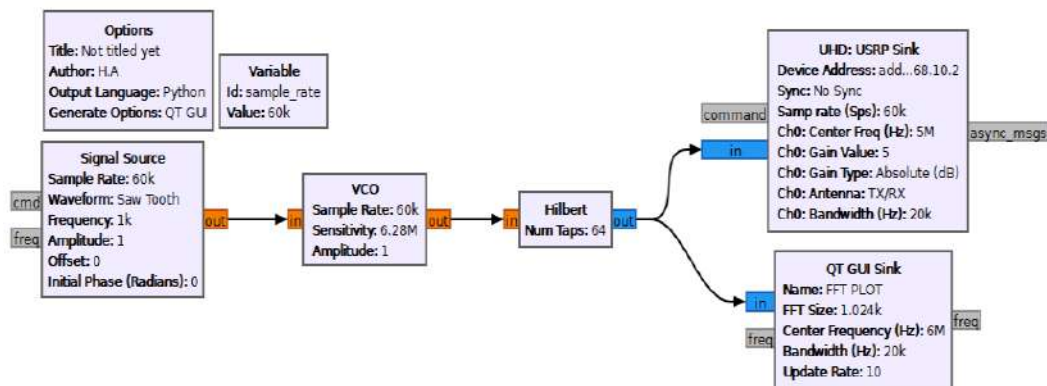 Options
Title: Not titled yet
Author: H.A
Output Language: Python
Generate Options: QT GUI
Variable
Id: sample_rate
Value: 60k
Signal Source
Sample Rate: 60k
Waveform: Saw Tooth
Frequency: 1k
Amplitude: 1
Offset: 0
Initial Phase (Radians): 0
cmd
freq
out
VCO
Sample Rate: 60k
Sensitivity: 6.28M
Amplitude: 1
in
out
Hilbert
Num Taps: 64
in
out
UHD: USRP Sink
Device Address: add...68.10.2
Sync: No Sync
Samp rate (Sps): 60k
Ch0: Center Freq (Hz): 5M
Ch0: Gain Value: 5
Ch0: Gain Type: Absolute (dB)
Ch0: Antenna: TX/RX
Ch0: Bandwidth (Hz): 20k
command
in
async_msgs
QT GUI Sink
Name: FFT PLOT
FFT Size: 1.024k
Center Frequency (Hz): 6M
Bandwidth (Hz): 20k
Update Rate: 10
in
freq
freq